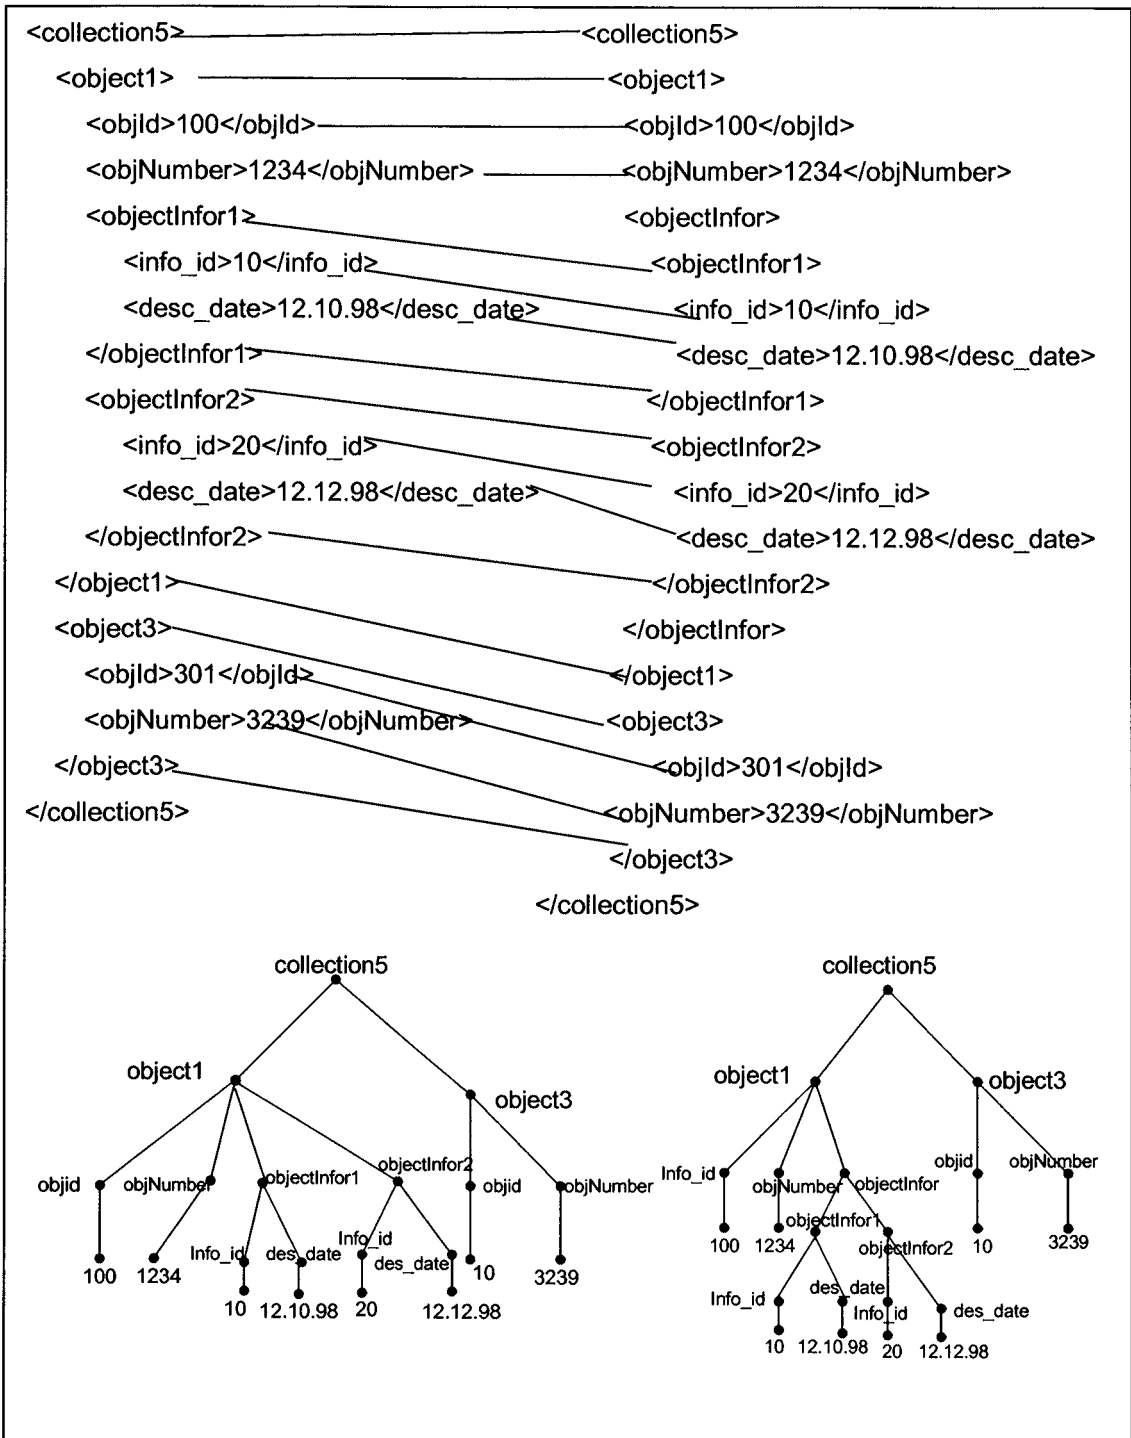 <collection5> <collection5>
<object1> <object1>
<objId>100</objId> <objId>100</objId>
<objNumber>1234</objNumber> <objNumber>1234</objNumber>
<objectInfor1> <objectInfor>
<info_id>10</info_id> <objectInfor1>
<desc_date>12.10.98</desc_date> <info_id>10</info_id>
</objectInfor1> <desc_date>12.10.98</desc_date>
<objectInfor2> </objectInfor1>
<info_id>20</info_id> <objectInfor2>
<desc_date>12.12.98</desc_date> <info_id>20</info_id>
</objectInfor2> <desc_date>12.12.98</desc_date>
</object1> </objectInfor2>
<object3> </objectInfor>
<objId>301</objId> </object1>
<objNumber>3239</objNumber> <object3>
</object3> <objId>301</objId>
</collection5> <objNumber>3239</objNumber>
</object3>
</collection5>
collection5
object1
object3
objid objNumber objectInfor1 objectInfor2 objid objNumber
100 1234 Info_id des_date Info_id des_date 10 3239
10 12.10.98 20 12.12.98
collection5
object1 object3
Info_id objNumber objectInfor objid objNumber
100 1234 objectInfor1 objectInfor2 10 3239
Info_id des_date Info_id des_date
10 12.10.98 20 12.12.98